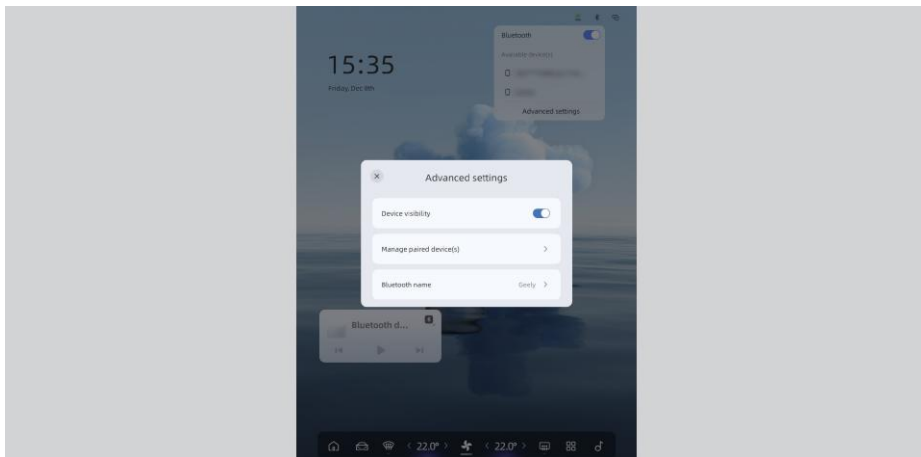 Bluetooth
Available device(s)
15:35
Friday, Dec 8th
Advanced settings
Advanced settings
Device visibility
Manage paired device(s)
Bluetooth name
Geely
Bluetooth d...
22.0°
22.0°